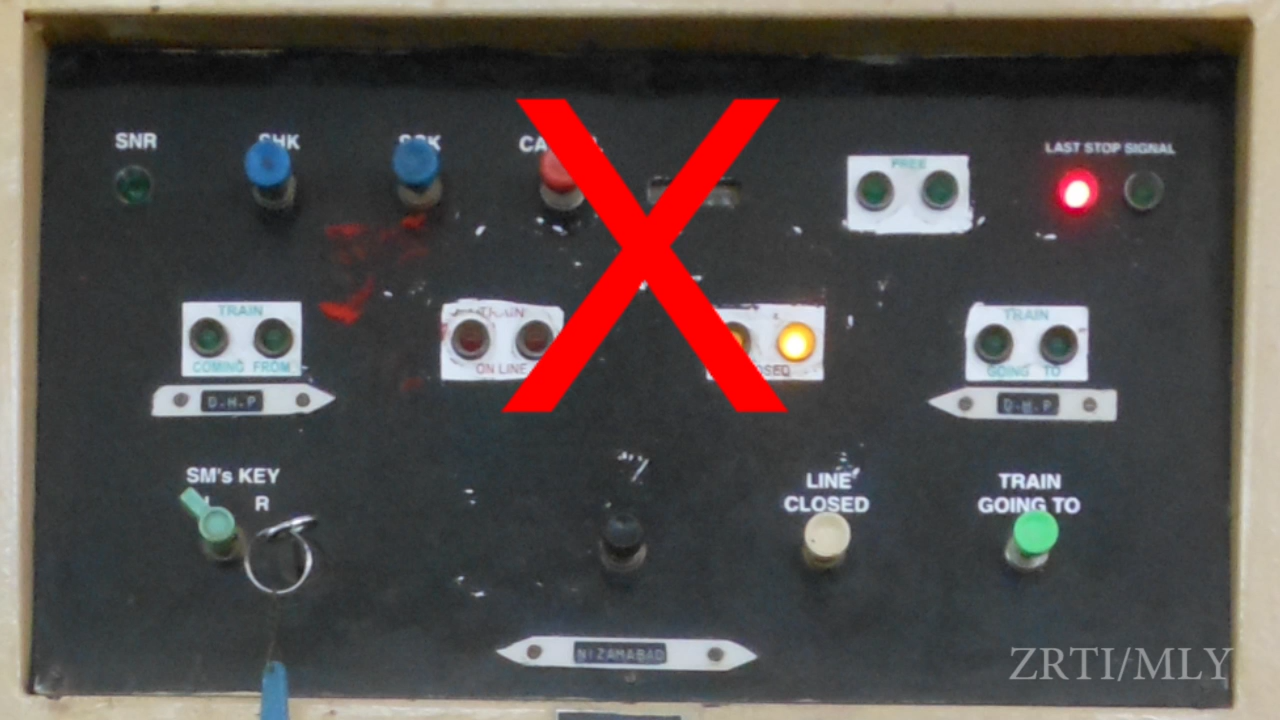 SNR
LAST STOP SIGNAL
FREE
TRAIN
COMING FROM
TRAIN
ON LINE
TRAIN
GOING TO
D.H.P
D.H.P
SM's KEY
R
LINE
CLOSED
TRAIN
GOING TO
NIZAMABAD
ZRTI/MLY